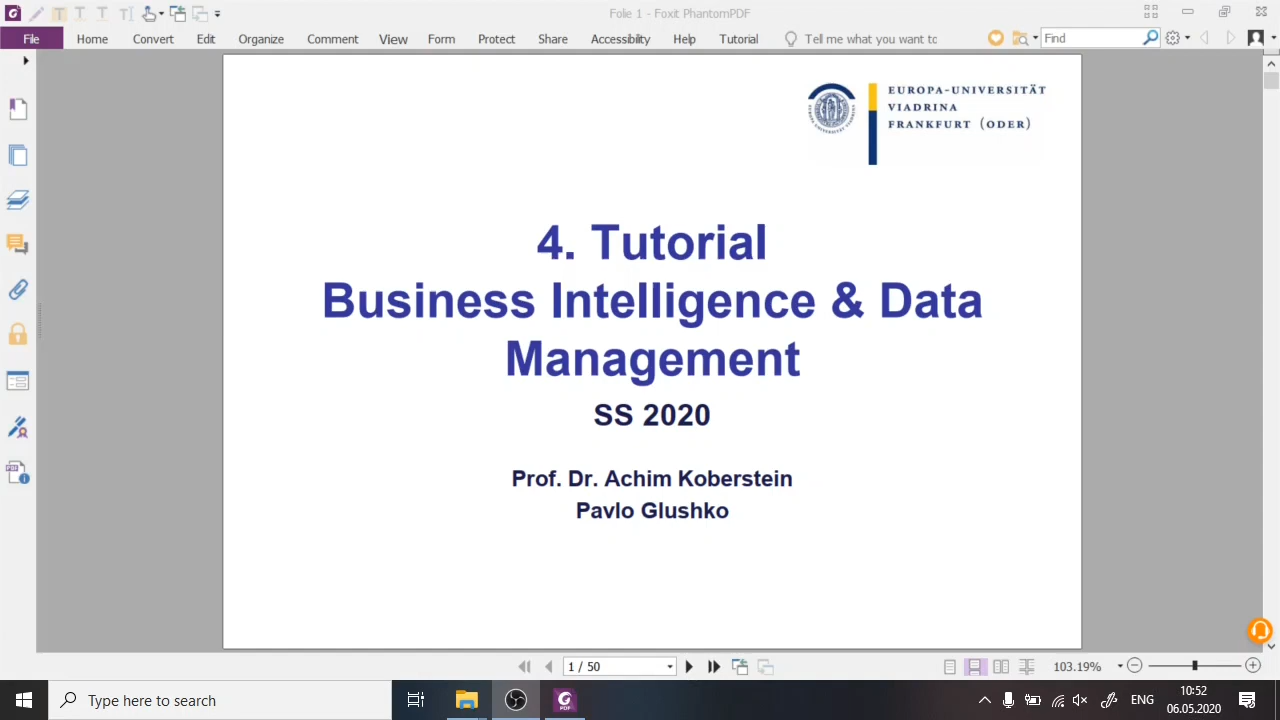 Folie 1 - Foxit PhantomPDF
File Home Convert Edit Organize Comment View Form Protect Share Accessibility Help Tutorial Tell me what you want to Find
EUROPA-UNIVERSITÄT
VIADRINA
FRANKFURT (ODER)
4. Tutorial
Business Intelligence & Data
Management
SS 2020
Prof. Dr. Achim Koberstein
Pavlo Glushko
1 / 50
103.19%
Type here to search
ENG
10:52
06.05.2020